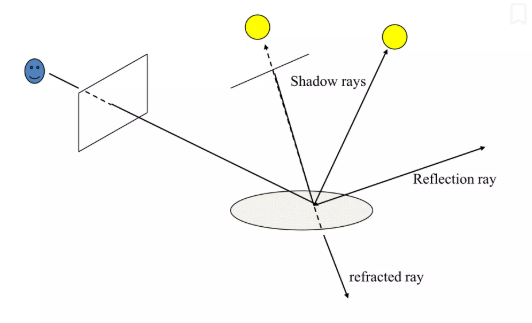 Shadow rays
Reflection ray
refracted ray